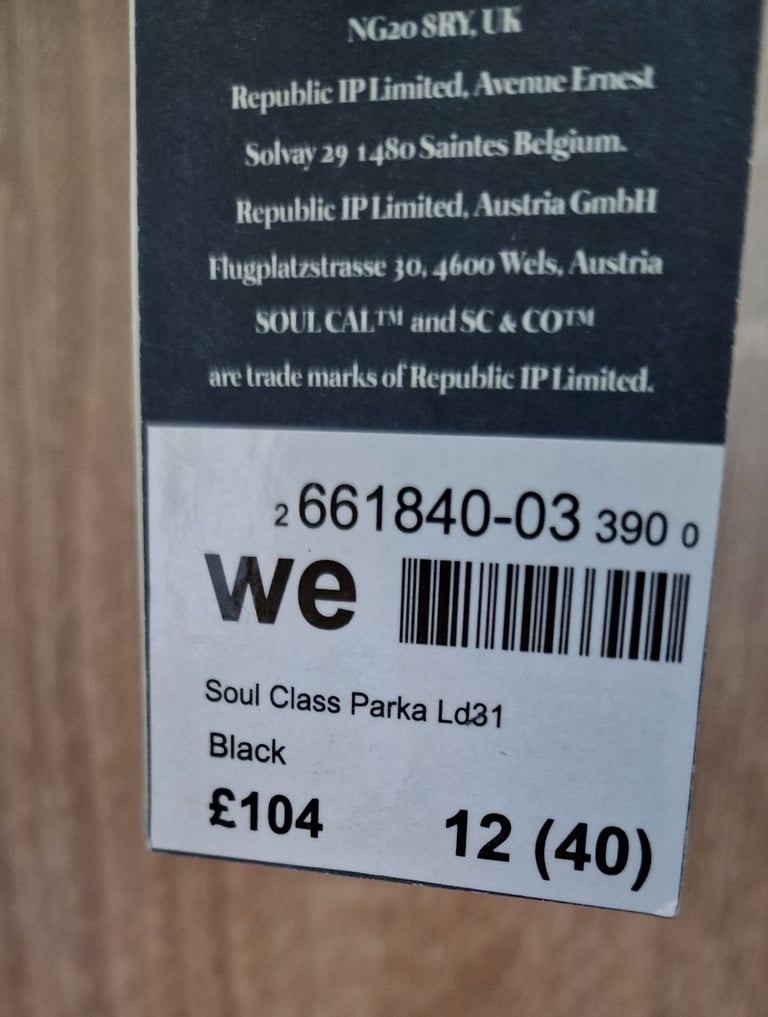 NG20 8RY, UK
Republic IP Limited, Avenue Ernest
Solvay 29 1480 Saintes Belgium.
Republic IP Limited, Austria GmbH
Flugplatzstrasse 30, 4600 Wels, Austria
SOUL CAL™ and SC & CO™
are trade marks of Republic IP Limited.
2 661840-03 390 0
we
Soul Class Parka Ld31
Black
£104 12 (40)